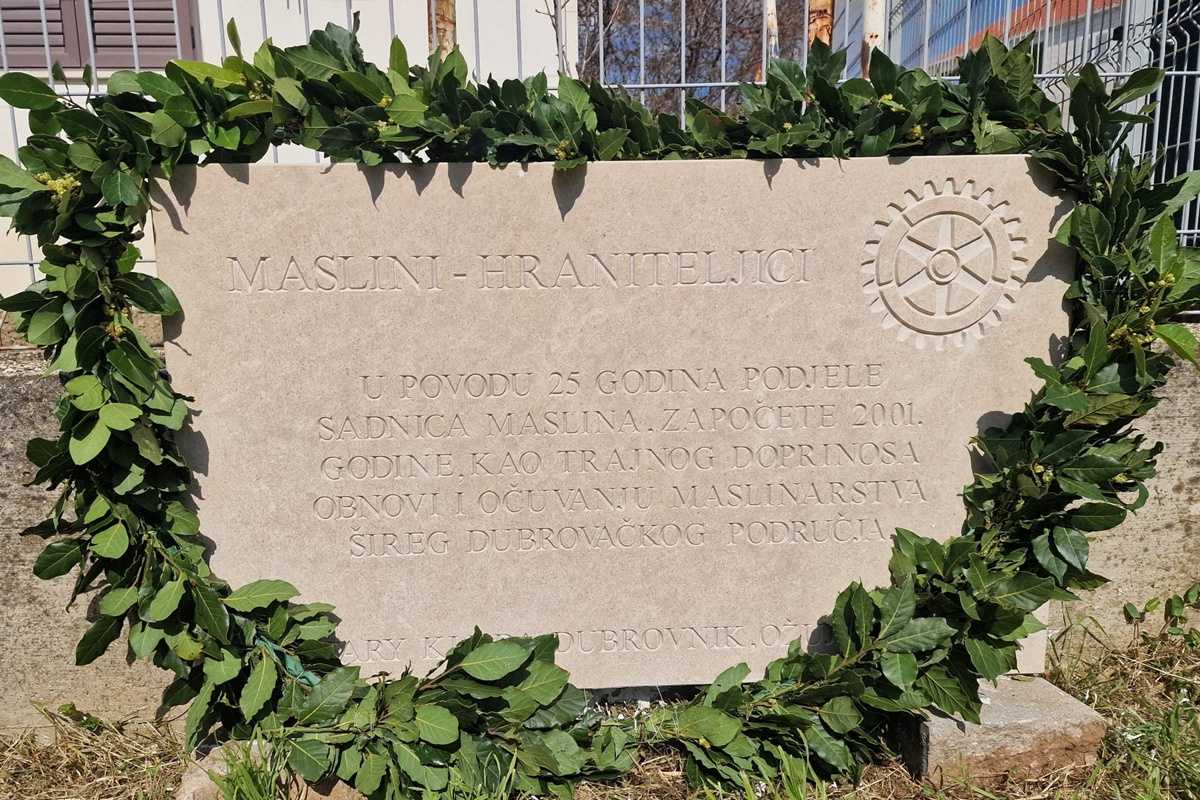 MASLINI - HRANITELJICI
U POVODU 25 GODINA PODJELE
SADNICA MASLINA, ZAPOČETE 2001.
GODINE, KAO TRAJNOG DOPRINOSA
OBNOVI I OČUVANJU MASLINARSTVA
ŠIREG DUBROVAČKOG PODRUČJA
DUBROVNIK,